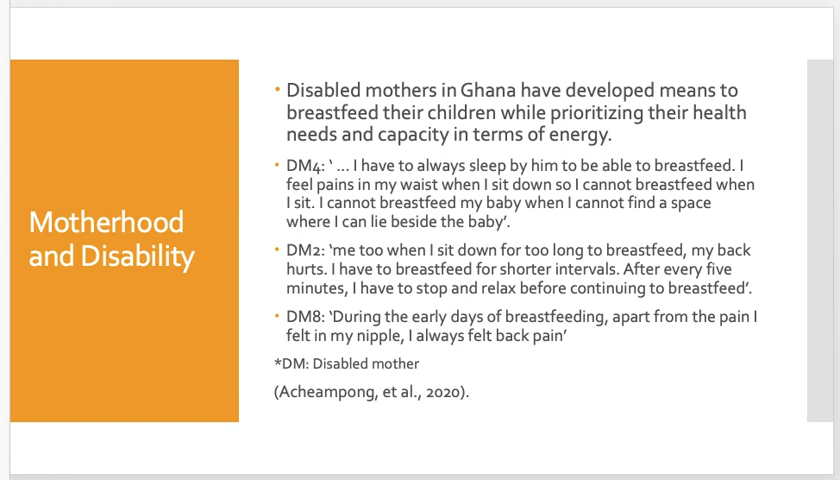 Motherhood
and Disability
• Disabled mothers in Ghana have developed means to
breastfeed their children while prioritizing their health
needs and capacity in terms of energy.
• DM4: ‘ ... I have to always sleep by him to be able to breastfeed. I
feel pains in my waist when I sit down so I cannot breastfeed when
I sit. I cannot breastfeed my baby when I cannot find a space
where I can lie beside the baby’.
• DM2: ‘me too when I sit down for too long to breastfeed, my back
hurts. I have to breastfeed for shorter intervals. After every five
minutes, I have to stop and relax before continuing to breastfeed’.
• DM8: ‘During the early days of breastfeeding, apart from the pain I
felt in my nipple, I always felt back pain’
*DM: Disabled mother
(Acheampong, et al., 2020).